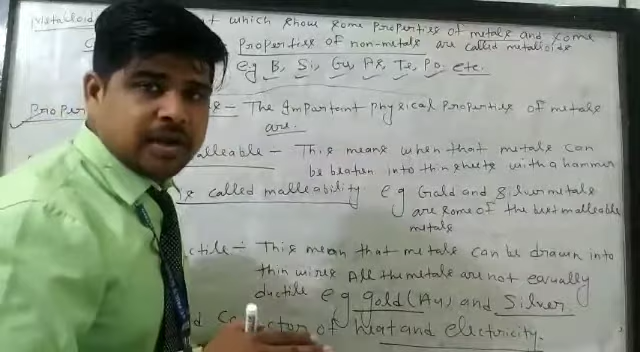 Metalloid which show some properties of metals and some
properties of non-metals are called metalloids
eg B, Si, Ge, As, Te, Po etc.
Proper - The important physical properties of metals
are.
alleable - This means when that metals can
be beaten into thin sheets with a hammer
is called malleability eg Gold and Silver metals
are some of the best malleable
metals
ctile - This mean that metals can be drawn into
thin wires All the metals are not equally
ductile eg gold (Au) and Silver.
of heat and electricity.